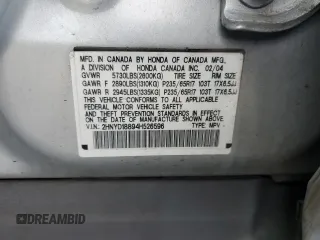 MFD. IN CANADA BY HONDA OF CANADA MFG.,
A DIVISION OF HONDA CANADA INC. 02/04
GVWR 5730LBS(2600KG) TIRE SIZE RIM SIZE
GAWR F 2890LBS(1310KG) P235/65R17 103T 17X6.5JJ
GAWR R 2945LBS(1335KG) P235/65R17 103T 17X6.5JJ
THIS VEHICLE CONFORMS TO ALL APPLICABLE
FEDERAL MOTOR VEHICLE SAFETY
AND THEFT PREVENTION STANDARDS IN EFFECT ON
THE DATE OF MANUFACTURE SHOWN ABOVE.
V.I.N.: 2HNYD18894H528596 TYPE: MPV
DREAMBID